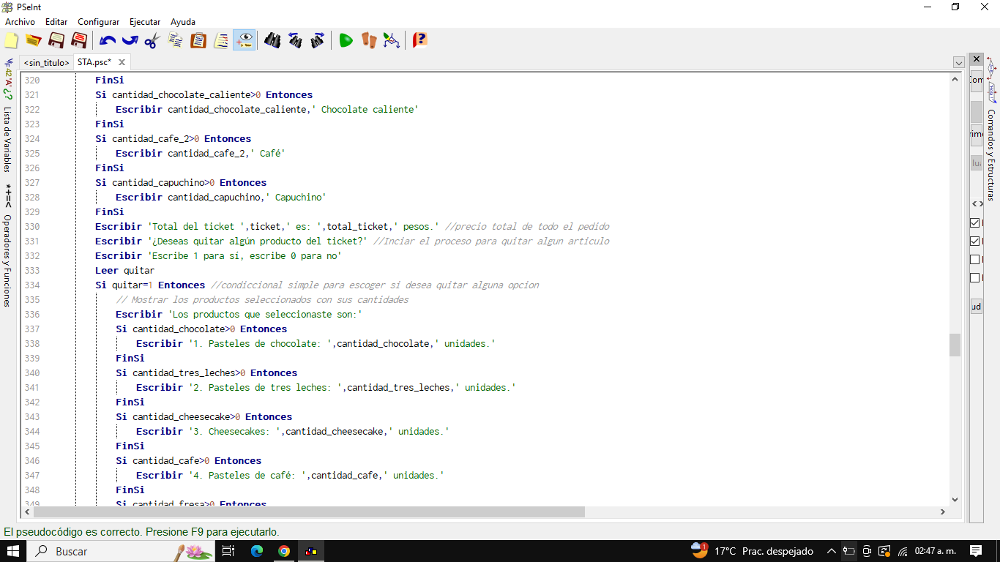 PSeInt
Archivo Editar Configurar Ejecutar Ayuda
<sin_titulo> STA.psc*
320 FinSi
321 Si cantidad_chocolate_caliente>0 Entonces
322 Escribir cantidad_chocolate_caliente,' Chocolate caliente'
323 FinSi
324 Si cantidad_cafe_2>0 Entonces
325 Escribir cantidad_cafe_2,' Café'
326 FinSi
327 Si cantidad_capuchino>0 Entonces
328 Escribir cantidad_capuchino,' Capuchino'
329 FinSi
330 Escribir 'Total del ticket ',ticket,' es: ',total_ticket,' pesos.' //precio total de todo el pedido
331 Escribir '¿Deseas quitar algún producto del ticket?' //Inciar el proceso para quitar algun articulo
332 Escribir 'Escribe 1 para sí, escribe 0 para no'
333 Leer quitar
334 Si quitar=1 Entonces //condiccional simple para escoger si desea quitar alguna opcion
335 // Mostrar los productos seleccionados con sus cantidades
336 Escribir 'Los productos que seleccionaste son:'
337 Si cantidad_chocolate>0 Entonces
338 Escribir '1. Pasteles de chocolate: ',cantidad_chocolate,' unidades.'
339 FinSi
340 Si cantidad_tres_leches>0 Entonces
341 Escribir '2. Pasteles de tres leches: ',cantidad_tres_leches,' unidades.'
342 FinSi
343 Si cantidad_cheesecake>0 Entonces
344 Escribir '3. Cheesecakes: ',cantidad_cheesecake,' unidades.'
345 FinSi
346 Si cantidad_cafe>0 Entonces
347 Escribir '4. Pasteles de café: ',cantidad_cafe,' unidades.'
348 FinSi
349 Si cantidad_fresa>0 Entonces
Lista de Variables
*+=< Operadores y Funciones
Comandos y Estructuras
El pseudocódigo es correcto. Presione F9 para ejecutarlo.
Buscar
1 17°C Prac. despejado 02:47 a. m.